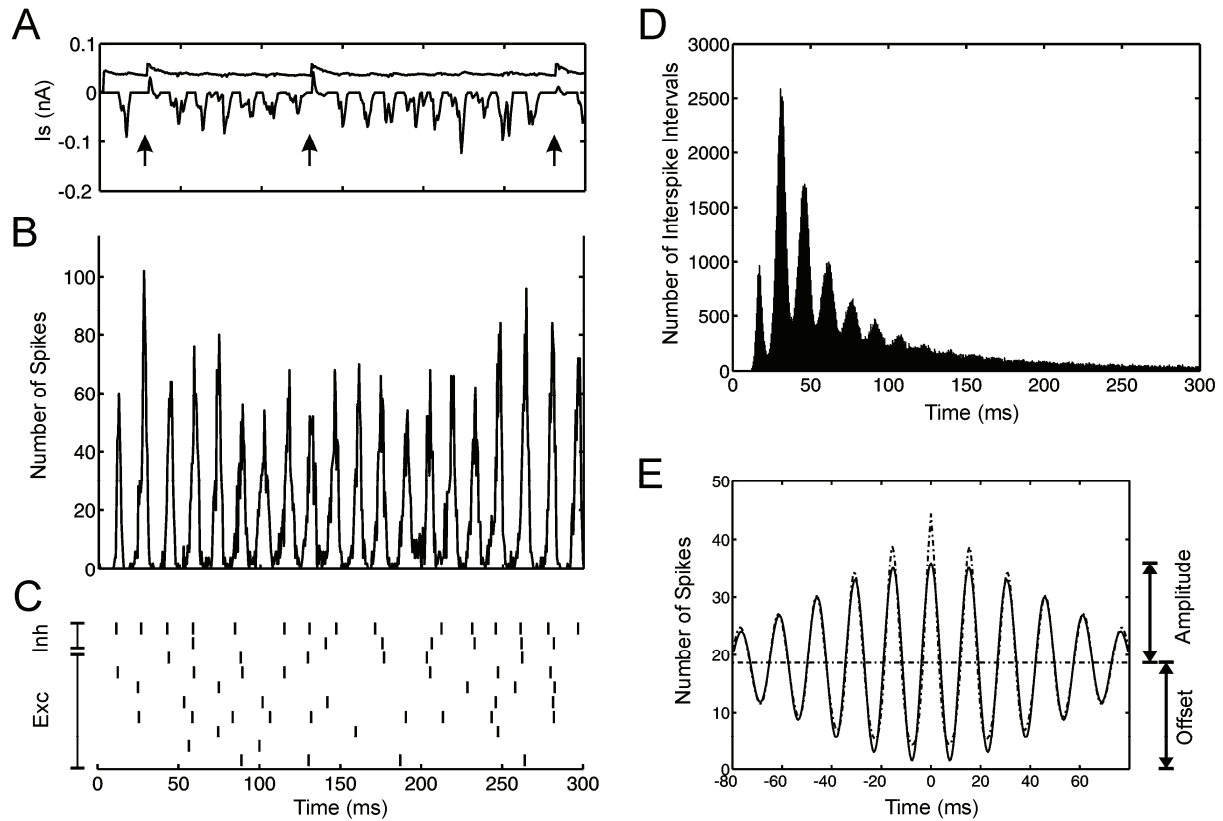 A
0.1
0
-0.1
-0.2
Is (nA)
B
100
80
60
40
20
0
Number of Spikes
C
Inh
Exc
0 50 100 150 200 250 300
Time (ms)
D
3000
2500
2000
1500
1000
500
0
Number of Interspike Intervals
0 50 100 150 200 250 300
Time (ms)
E
50
40
30
20
10
0
Number of Spikes
-80 -60 -40 -20 0 20 40 60
Time (ms)
Amplitude
Offset